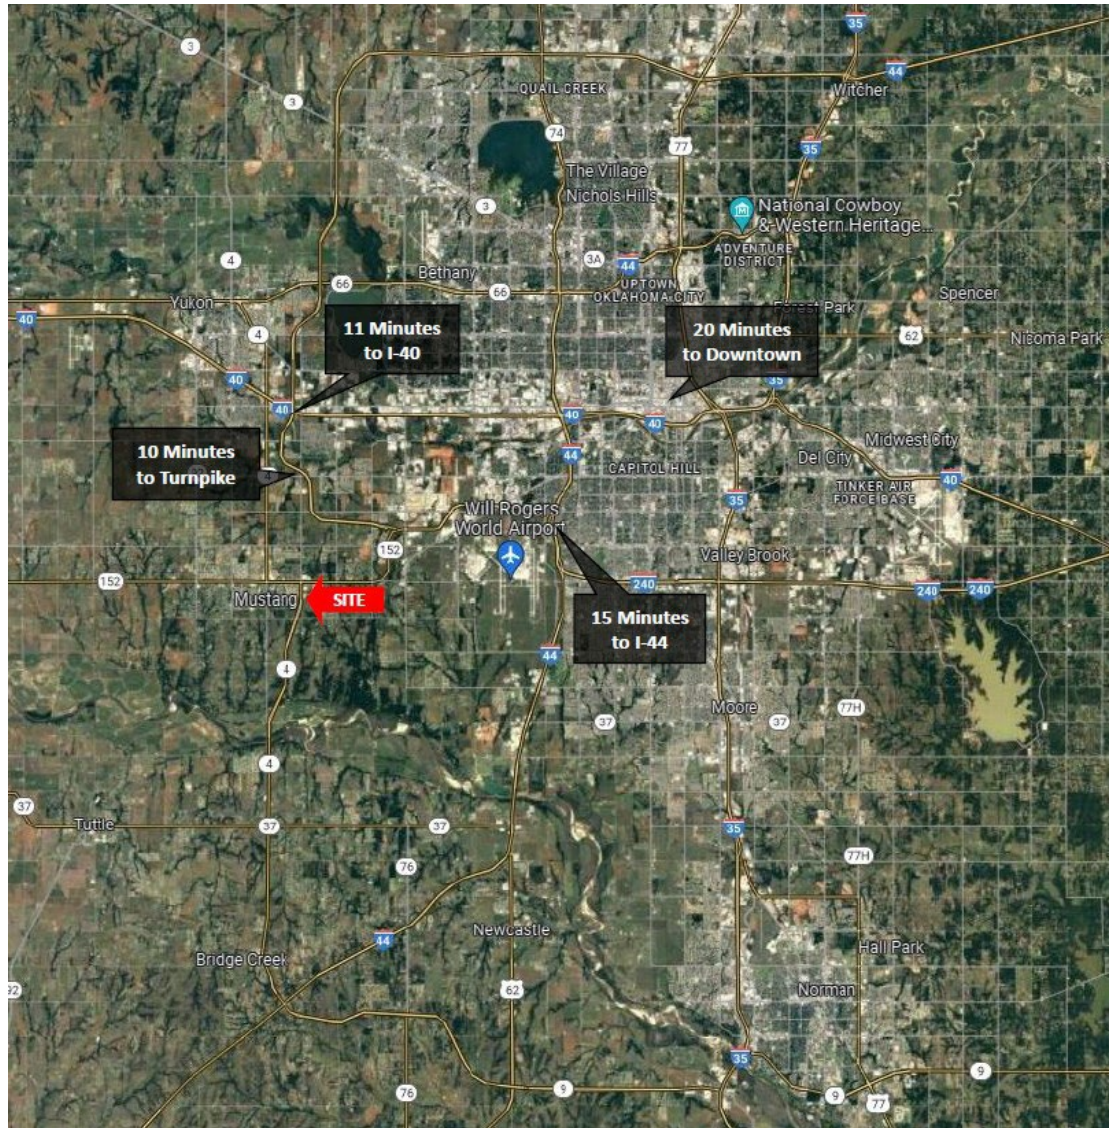 35
3
44
Witcher
QUAIL CREEK
3
74
77
35
The Village
Nichols Hills
3
National Cowboy
& Western Heritage...
ADVENTURE
DISTRICT
4
3A
44
Bethany
66
66
UPTOWN
OKLAHOMA CITY
Spencer
Yukon
Forest Park
40
4
11 Minutes
to I-40
20 Minutes
to Downtown
62
Nicoma Park
40
35
40
40
40
10 Minutes
to Turnpike
4
44
CAPITOL HILL
Midwest City
Del City
TINKER AIR
FORCE BASE
40
35
Will Rogers
World Airport
152
Valley Brook
152
240
240
240
Mustang
SITE
15 Minutes
to I-44
44
4
Moore
77H
37
37
4
37
Tuttle
37
37
35
76
77H
Newcastle
44
Hall Park
Bridge Creek
92
62
Norman
35
9
9
76
9
77